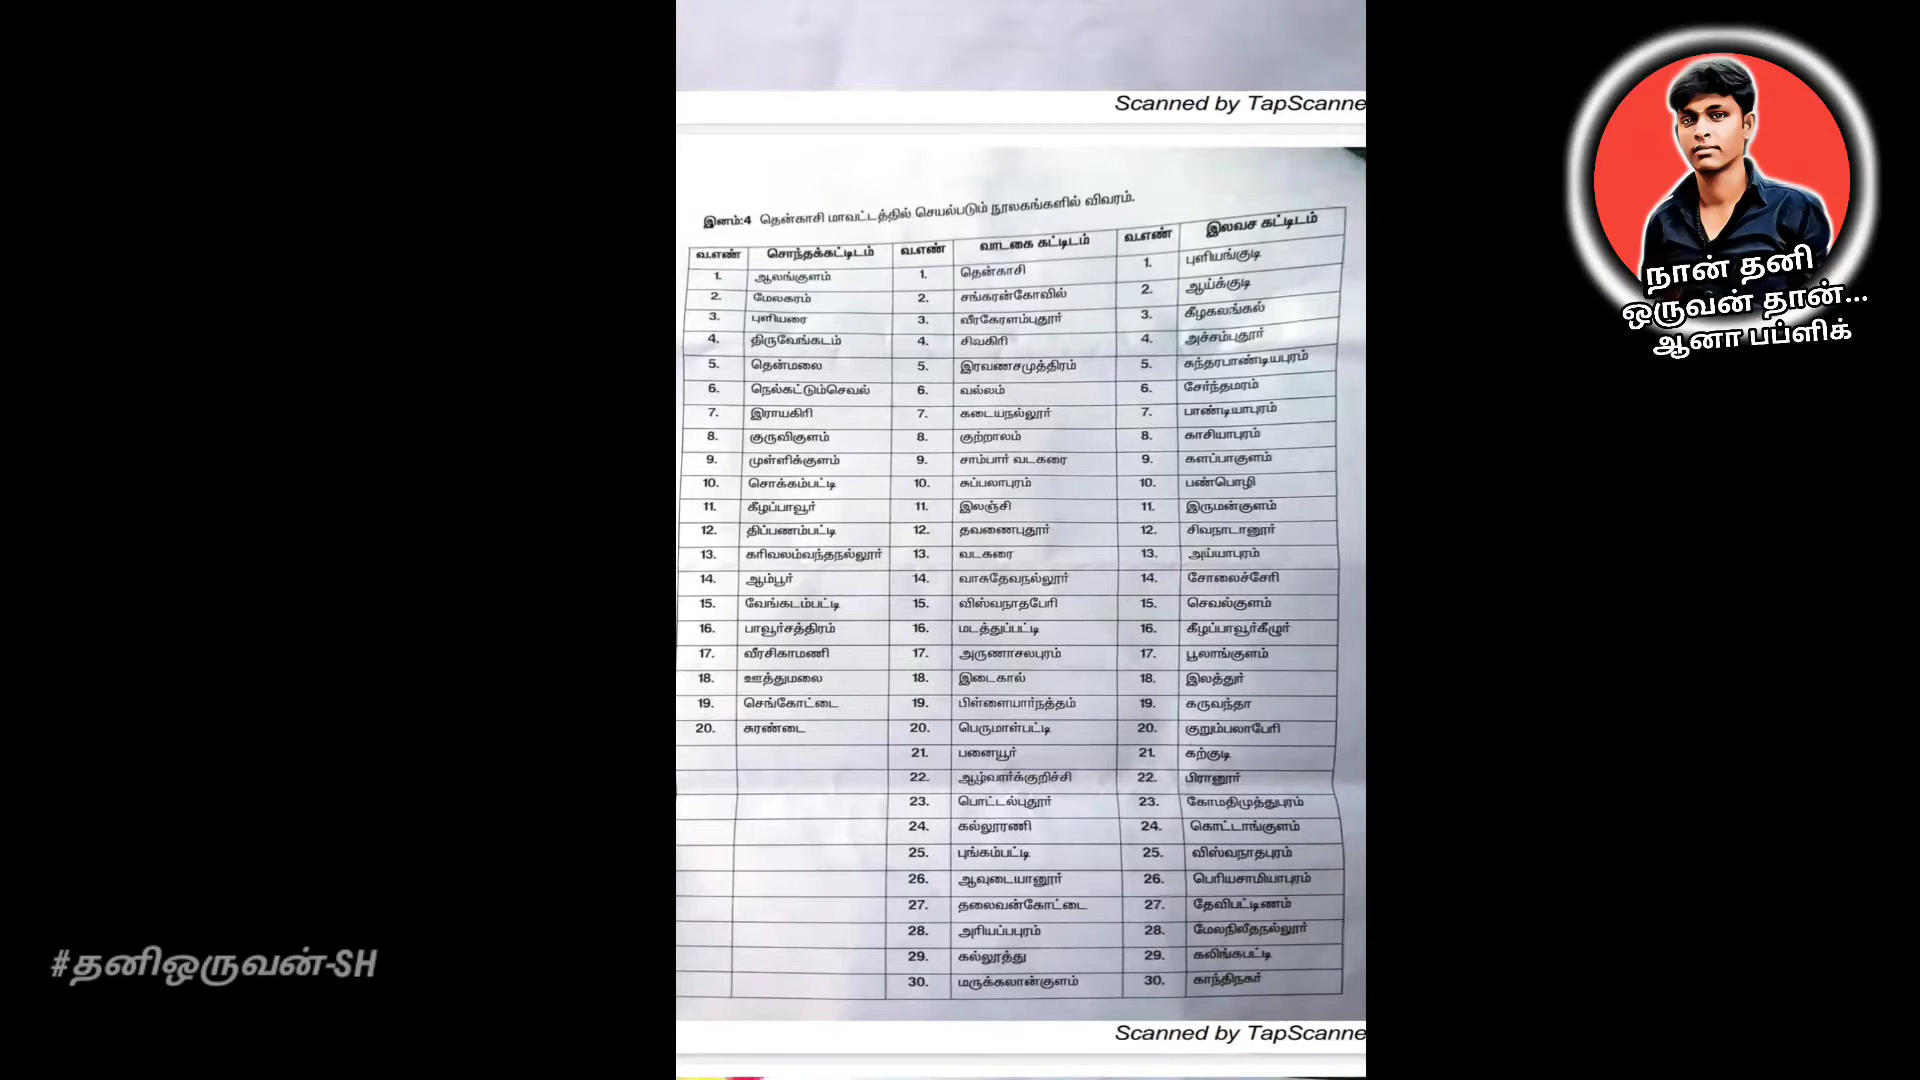 Scanned by TapScanne
இனம்:4 தென்காசி மாவட்டத்தில் செயல்படும் நூலகங்களில் விவரம்.
வ.எண் சொந்தக்கட்டிடம் வ.எண் வாடகை கட்டிடம் வ.எண் இலவச கட்டிடம்
1. ஆலங்குளம் 1. தென்காசி 1. புளியங்குடி
2. மேலகரம் 2. சங்கரன்கோவில் 2. ஆய்க்குடி
3. புளியரை 3. வீரகேரளம்புதூர் 3. கீழகலங்கல்
4. திருவேங்கடம் 4. சிவகிரி 4. அச்சம்புதூர்
5. தென்மலை 5. இரவணசமுத்திரம் 5. சுந்தரபாண்டியபுரம்
6. நெல்கட்டும்செவல் 6. வல்லம் 6. சேர்ந்தமரம்
7. இராயகிரி 7. கடையநல்லூர் 7. பாண்டியாபுரம்
8. குருவிகுளம் 8. குற்றாலம் 8. காசியாபுரம்
9. முள்ளிக்குளம் 9. சாம்பார் வடகரை 9. களப்பாகுளம்
10. சொக்கம்பட்டி 10. சுப்பலாபுரம் 10. பண்பொழி
11. கீழப்பாவூர் 11. இலஞ்சி 11. இருமன்குளம்
12. திப்பணம்பட்டி 12. தவணைபுதூர் 12. சிவநாடானூர்
13. கரிவலம்வந்தநல்லூர் 13. வடகரை 13. அய்யாபுரம்
14. ஆம்பூர் 14. வாசுதேவநல்லூர் 14. சோலைச்சேரி
15. வேங்கடம்பட்டி 15. விஸ்வநாதபேரி 15. செவல்குளம்
16. பாவூர்சத்திரம் 16. மடத்துப்பட்டி 16. கீழப்பாவூர்கீழுர்
17. வீரசிகாமணி 17. அருணாசலபுரம் 17. பூலாங்குளம்
18. ஊத்துமலை 18. இடைகால் 18. இலத்துர்
19. செங்கோட்டை 19. பிள்ளையார்நத்தம் 19. கருவந்தா
20. சுரண்டை 20. பெருமாள்பட்டி 20. குறும்பலாபேரி
21. பனையூர் 21. கற்குடி
22. ஆழ்வார்க்குறிச்சி 22. பிரானூர்
23. பொட்டல்புதூர் 23. கோமதிமுத்துபுரம்
24. கல்லூரணி 24. கொட்டாங்குளம்
25. புங்கம்பட்டி 25. விஸ்வநாதபுரம்
26. ஆவுடையானூர் 26. பெரியசாமியாபுரம்
27. தலைவன்கோட்டை 27. தேவிபட்டிணம்
28. அரியப்பபுரம் 28. மேலநிலீதநல்லூர்
29. கல்லூத்து 29. கலிங்கபட்டி
30. மருக்கலான்குளம் 30. காந்திநகர்
Scanned by TapScanne
நான் தனி
ஒருவன் தான்...
ஆனா பப்ளிக்
#தனிஒருவன்-SH